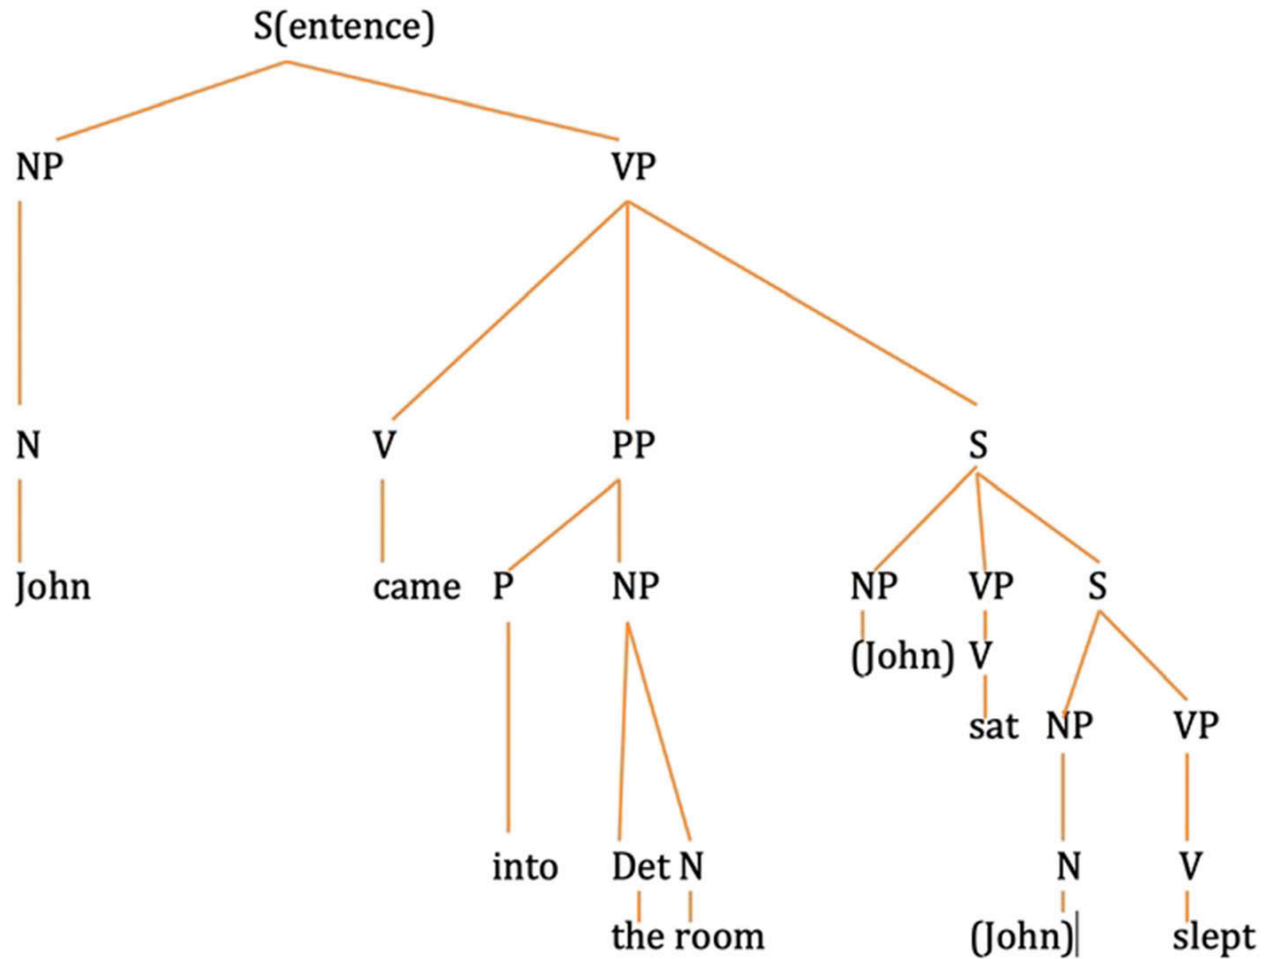 S(entence)
NP VP
N V PP S
John came P NP NP VP S
(John) V
sat NP VP
into Det N N V
the room (John) slept